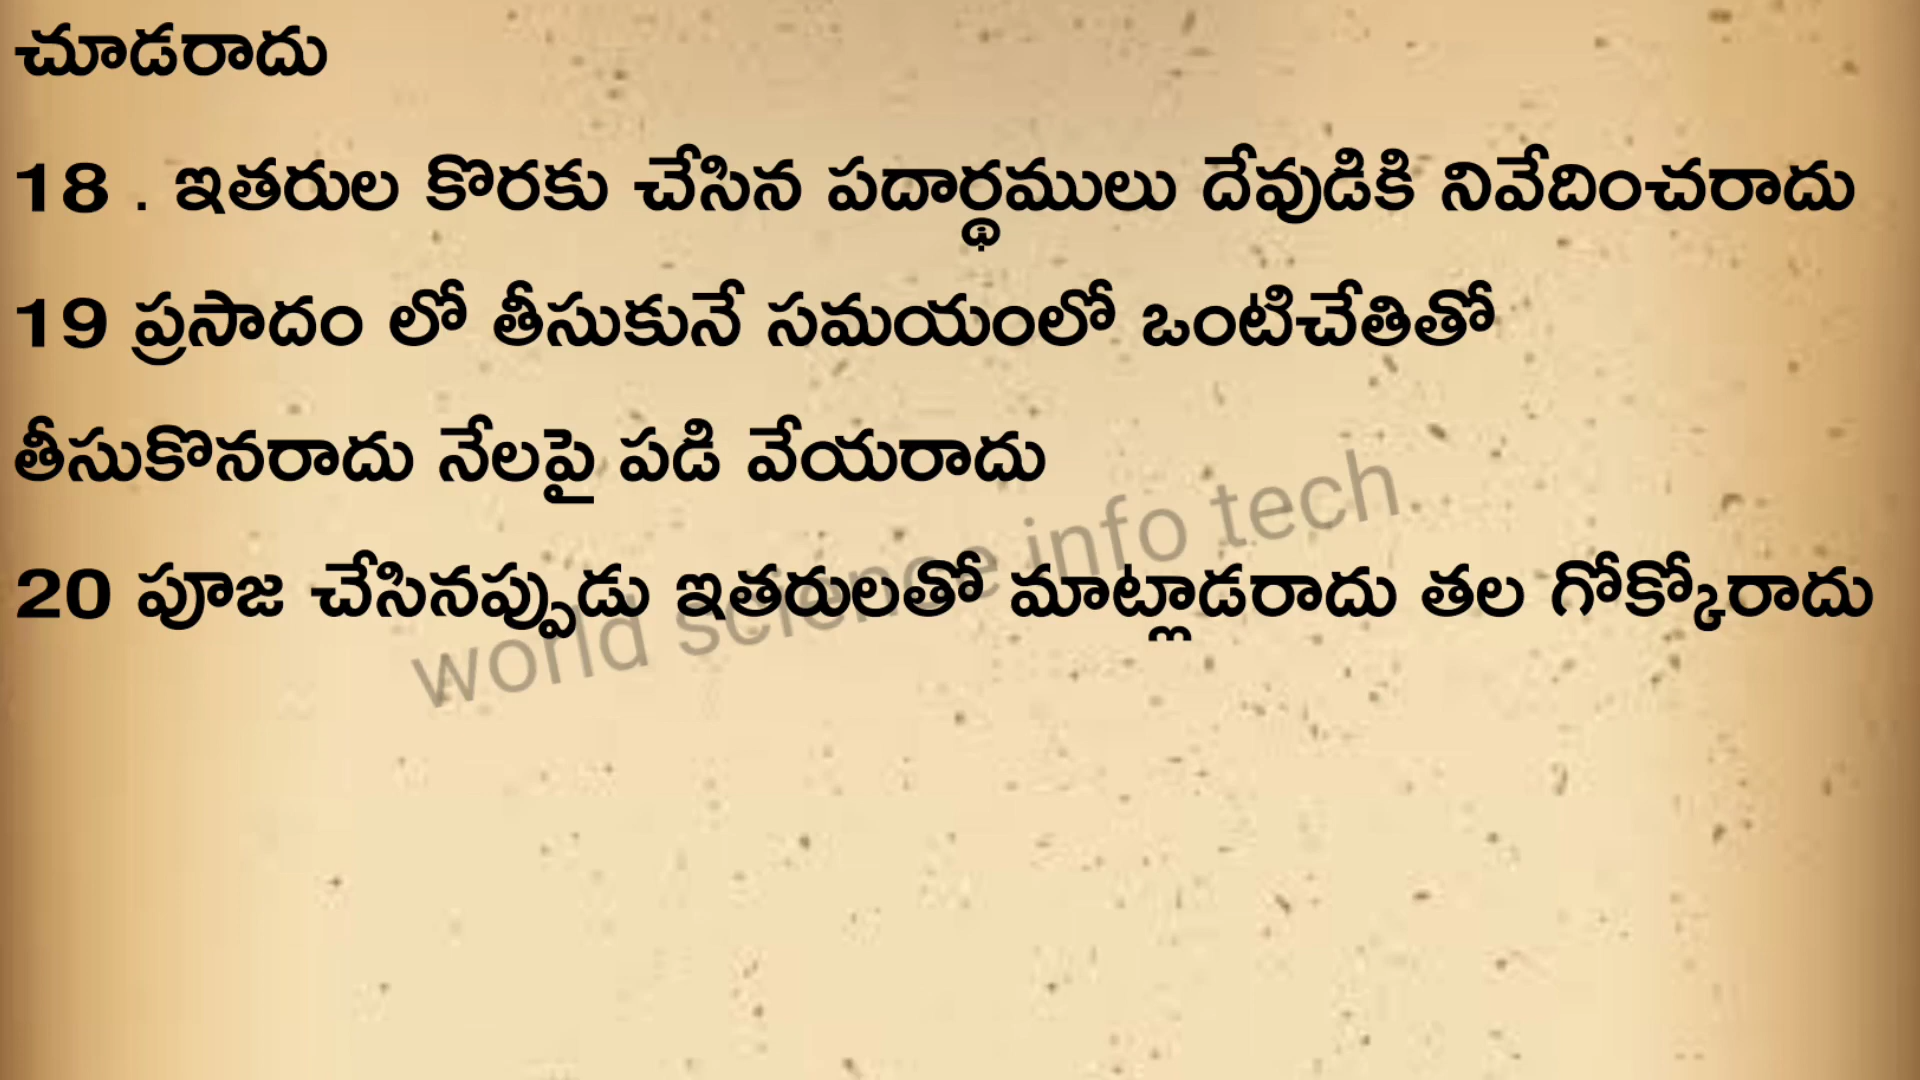 చూడరాదు
18 . ఇతరుల కొరకు చేసిన పదార్థములు దేవుడికి నివేదించరాదు
19 ప్రసాదం లో తీసుకునే సమయంలో ఒంటిచేతితో
తీసుకొనరాదు నేలపై పడి వేయరాదు
20 పూజ చేసినప్పుడు ఇతరులతో మాట్లాడరాదు తల గోక్కోరాదు
world science info tech